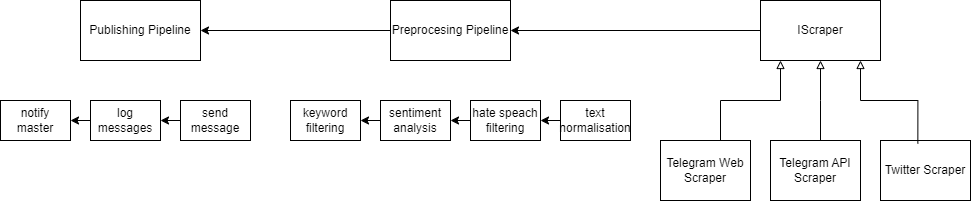 Publishing Pipeline
Preprocesing Pipeline
IScraper
notify
master
log
messages
send
message
keyword
filtering
sentiment
analysis
hate speach
filtering
text
normalisation
Telegram Web
Scraper
Telegram API
Scraper
Twitter Scraper